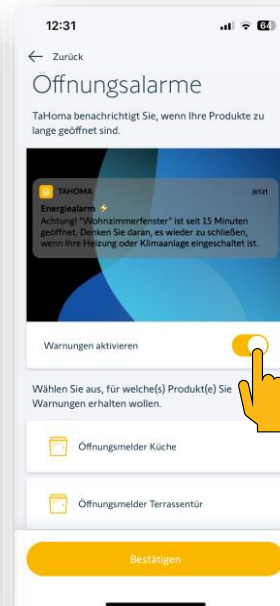 12:31
64
Zurück
Öffnungsalarme
TaHoma benachrichtigt Sie, wenn Ihre Produkte zu
lange geöffnet sind.
TAHOMA
jetzt
Energiealarm ⚡
Achtung! "Wohnzimmerfenster" ist seit 15 Minuten
geöffnet. Denken Sie daran, es wieder zu schließen,
wenn Ihre Heizung oder Klimaanlage eingeschaltet ist.
Warnungen aktivieren
Wählen Sie aus, für welche(s) Produkt(e) Sie
Warnungen erhalten wollen.
Öffnungsmelder Küche
Öffnungsmelder Terrassentür
Bestätigen